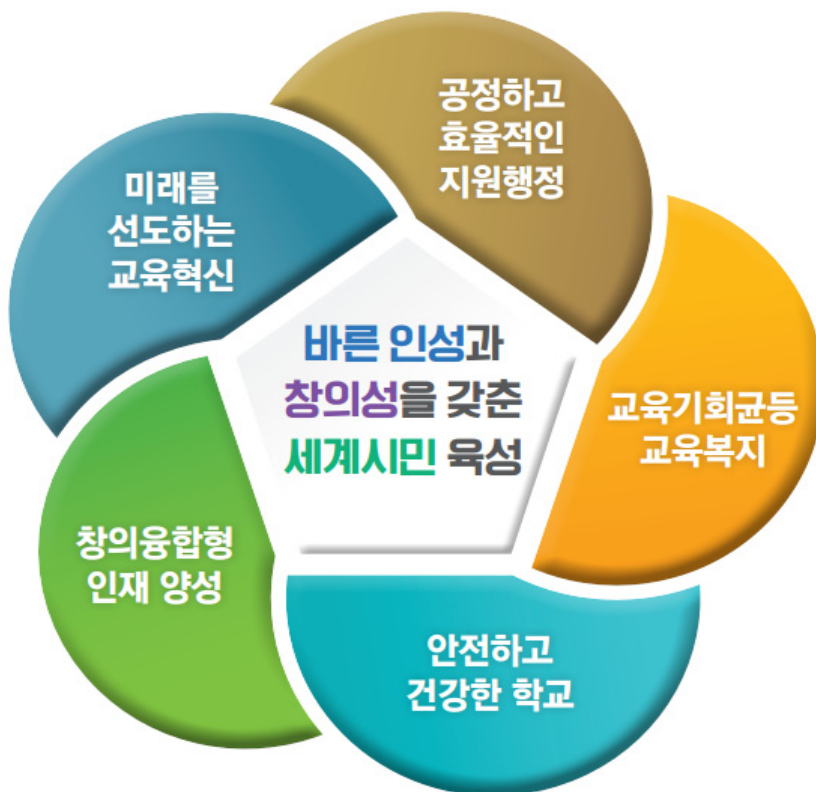 공정하고
효율적인
지원행정
미래를
선도하는
교육혁신
바른 인성과
창의성을 갖춘
세계시민 육성
교육기회균등
교육복지
창의융합형
인재 양성
안전하고
건강한 학교